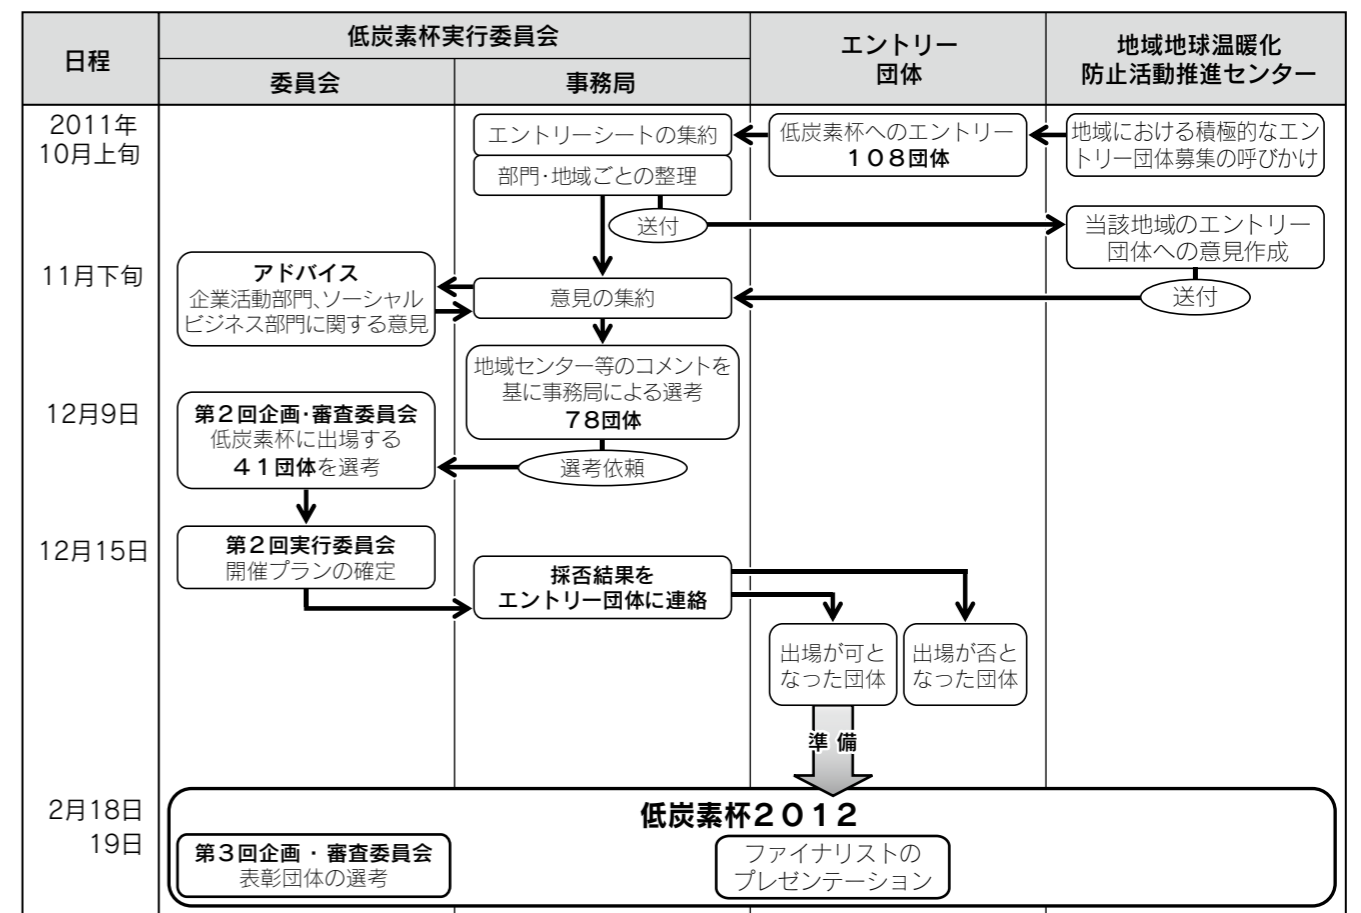 日程
低炭素杯実行委員会
委員会
事務局
エントリー
団体
地域地球温暖化
防止活動推進センター
2011年
10月上旬
エントリーシートの集約
部門・地域ごとの整理
低炭素杯へのエントリー
108団体
地域における積極的なエン
トリー団体募集の呼びかけ
送付
当該地域のエントリー
団体への意見作成
送付
11月下旬
アドバイス
企業活動部門、ソーシャル
ビジネス部門に関する意見
意見の集約
地域センター等のコメントを
基に事務局による選考
78団体
12月9日
第2回企画・審査委員会
低炭素杯に出場する
41団体を選考
選考依頼
12月15日
第2回実行委員会
開催プランの確定
採否結果を
エントリー団体に連絡
出場が可と
なった団体
出場が否と
なった団体
準 備
2月18日
19日
低炭素杯2012
第3回企画・審査委員会
表彰団体の選考
ファイナリストの
プレゼンテーション